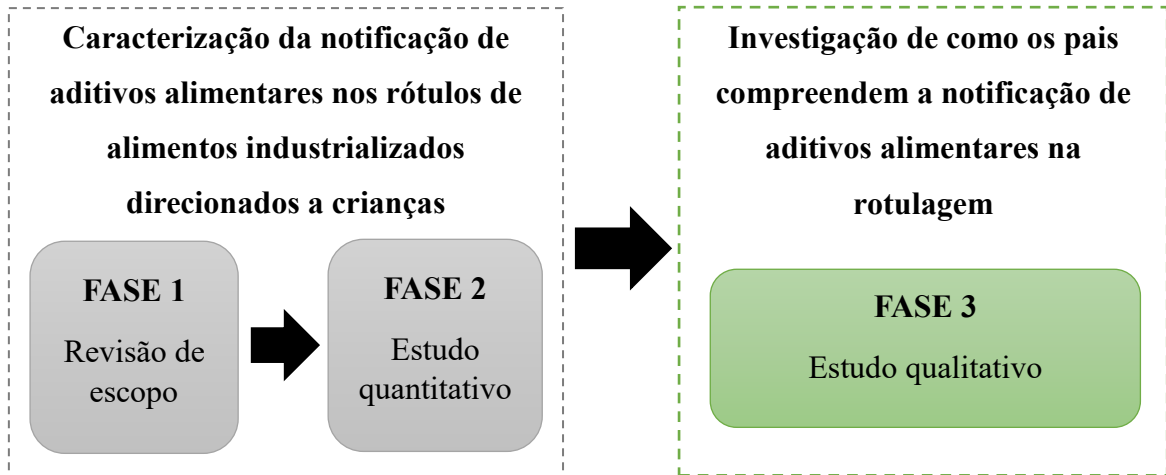 Caracterização da notificação de
aditivos alimentares nos rótulos de
alimentos industrializados
direcionados a crianças
FASE 1
Revisão de
escopo
FASE 2
Estudo
quantitativo
Investigação de como os pais
compreendem a notificação de
aditivos alimentares na
rotulagem
FASE 3
Estudo qualitativo